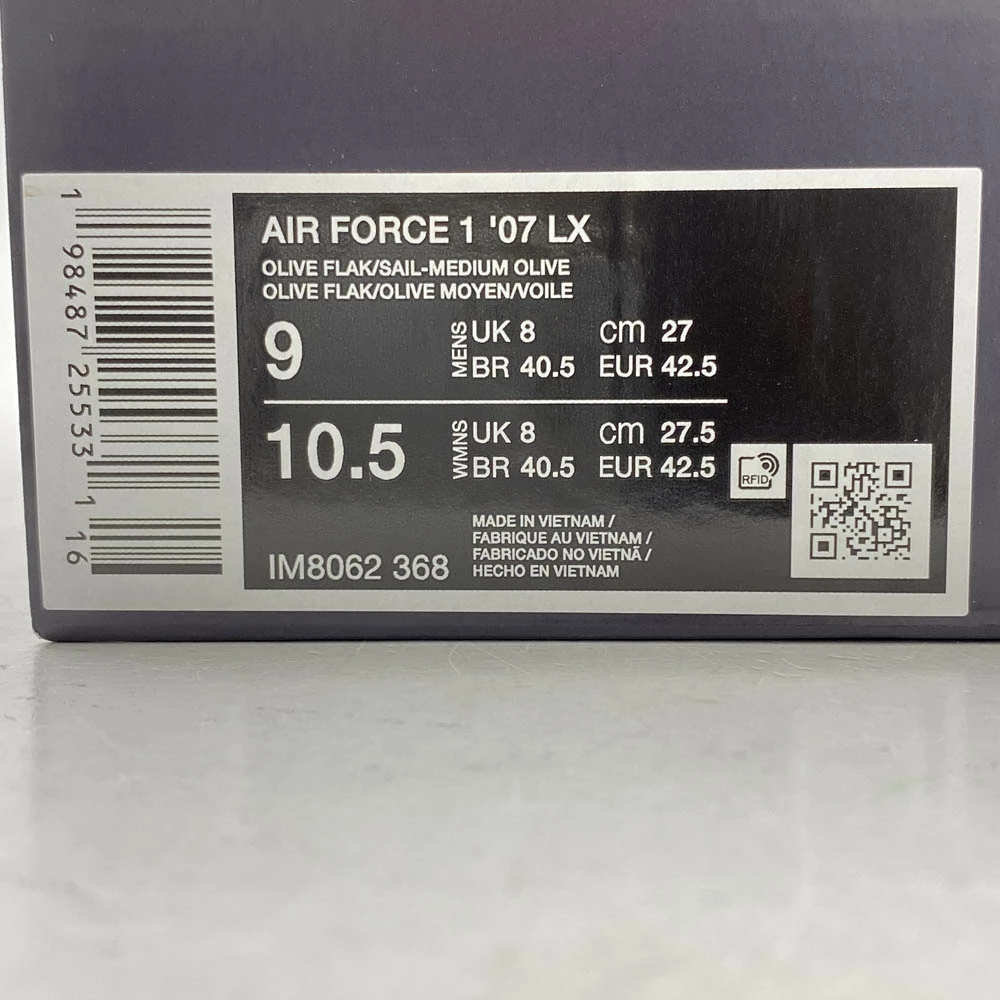 AIR FORCE 1 '07 LX
OLIVE FLAK/SAIL-MEDIUM OLIVE
OLIVE FLAK/OLIVE MOYEN/VOILE
9 MENS UK 8 cm 27
BR 40.5 EUR 42.5
10.5 WMNS UK 8 cm 27.5
BR 40.5 EUR 42.5
RFID
MADE IN VIETNAM /
FABRIQUE AU VIETNAM /
FABRICADO NO VIETNÃ /
HECHO EN VIETNAM
IM8062 368
1 98487 25533 1 16